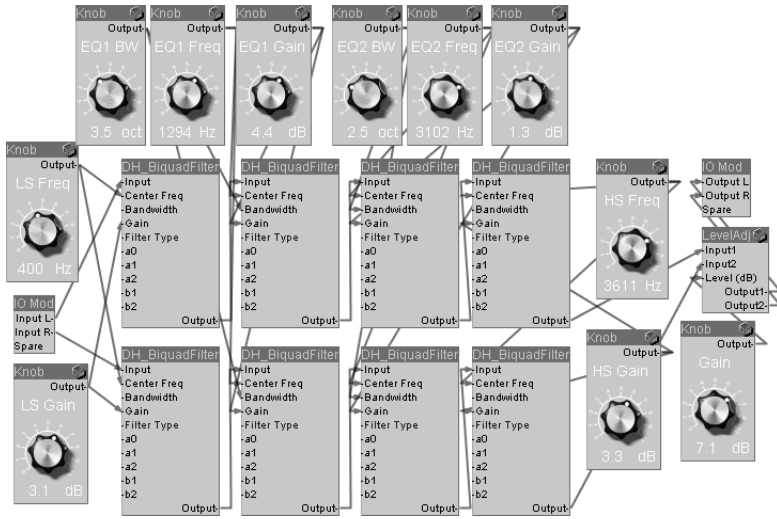 Knob
Output-
EQ1 BW
3.5 oct
Knob
Output-
EQ1 Freq
1294 Hz
Knob
Output-
EQ1 Gain
4.4 dB
Knob
Output-
EQ2 BW
2.5 oct
Knob
Output-
EQ2 Freq
3102 Hz
Knob
Output-
EQ2 Gain
1.3 dB
Knob
Output-
LS Freq
400 Hz
DH_BiquadFilter
Input
Center Freq
Bandwidth
Gain
-Filter Type
-a0
-a1
-a2
-b1
-b2
Output-
DH_BiquadFilter
Input
Center Freq
Bandwidth
Gain
-Filter Type
-a0
-a1
-a2
-b1
-b2
Output-
DH_BiquadFilter
Input
Center Freq
Bandwidth
Gain
-Filter Type
-a0
-a1
-a2
-b1
-b2
Output-
DH_BiquadFilter
Input
Center Freq
Bandwidth
Gain
-Filter Type
-a0
-a1
-a2
-b1
-b2
Output-
Knob
Output-
HS Freq
3611 Hz
IO Mod
Output L
Output R
Spare
LevelAdj
Input1
Input2
Level (dB)
Output1-
Output2-
IO Mod
Input L-
Input R-
Spare
Knob
Output-
LS Gain
3.1 dB
DH_BiquadFilter
Input
Center Freq
Bandwidth
Gain
-Filter Type
-a0
-a1
-a2
-b1
-b2
Output-
DH_BiquadFilter
Input
Center Freq
Bandwidth
Gain
-Filter Type
-a0
-a1
-a2
-b1
-b2
Output-
DH_BiquadFilter
Input
Center Freq
Bandwidth
Gain
-Filter Type
-a0
-a1
-a2
-b1
-b2
Output-
DH_BiquadFilter
Input
Center Freq
Bandwidth
Gain
-Filter Type
-a0
-a1
-a2
-b1
-b2
Output-
Knob
Output-
HS Gain
3.3 dB
Knob
Output-
Gain
7.1 dB